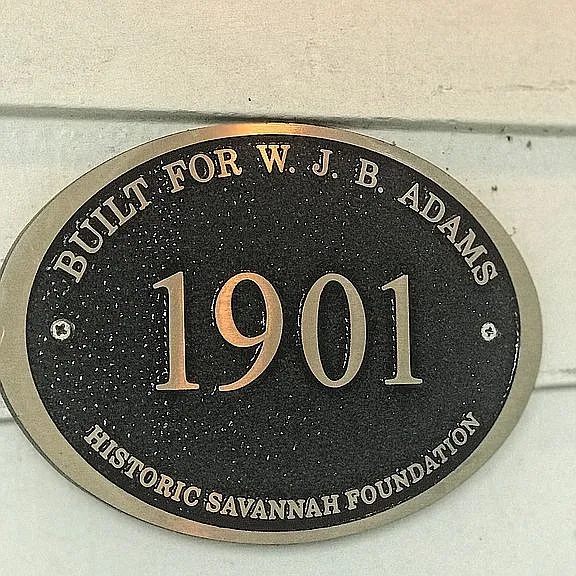 BUILT FOR W. J. B. ADAMS
1901
HISTORIC SAVANNAH FOUNDATION